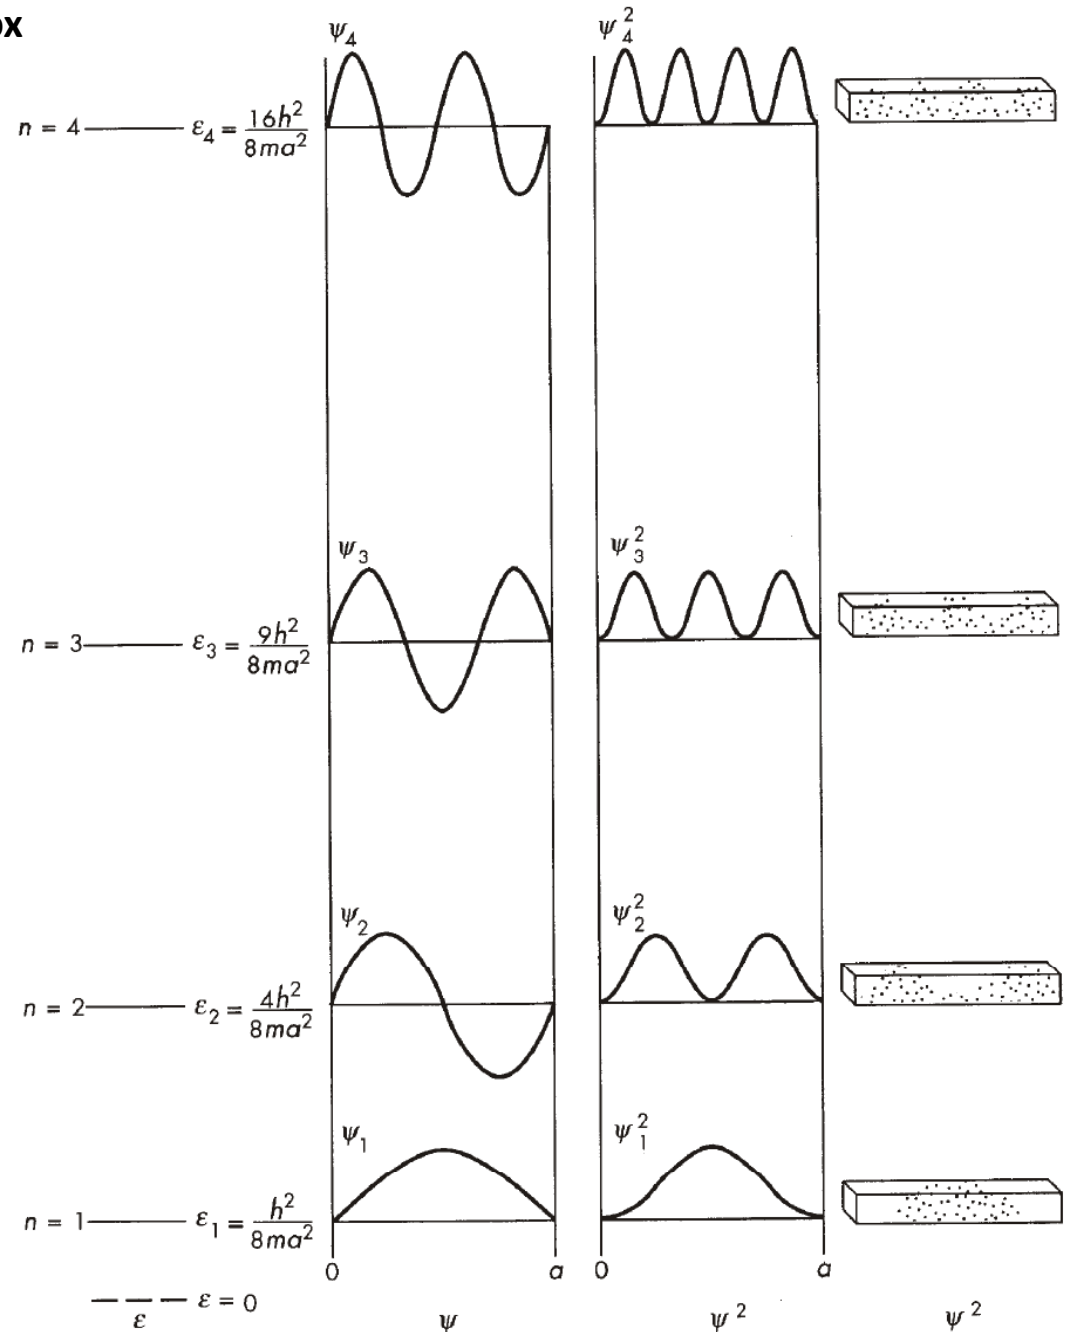 ox
ψ₄
ψ₄²
n = 4
ε₄ = 16h²/8ma²
ψ₃
ψ₃²
n = 3
ε₃ = 9h²/8ma²
ψ₂
ψ₂²
n = 2
ε₂ = 4h²/8ma²
ψ₁
ψ₁²
n = 1
ε₁ = h²/8ma²
0 a 0 a
ε = 0
ε ψ ψ² ψ²